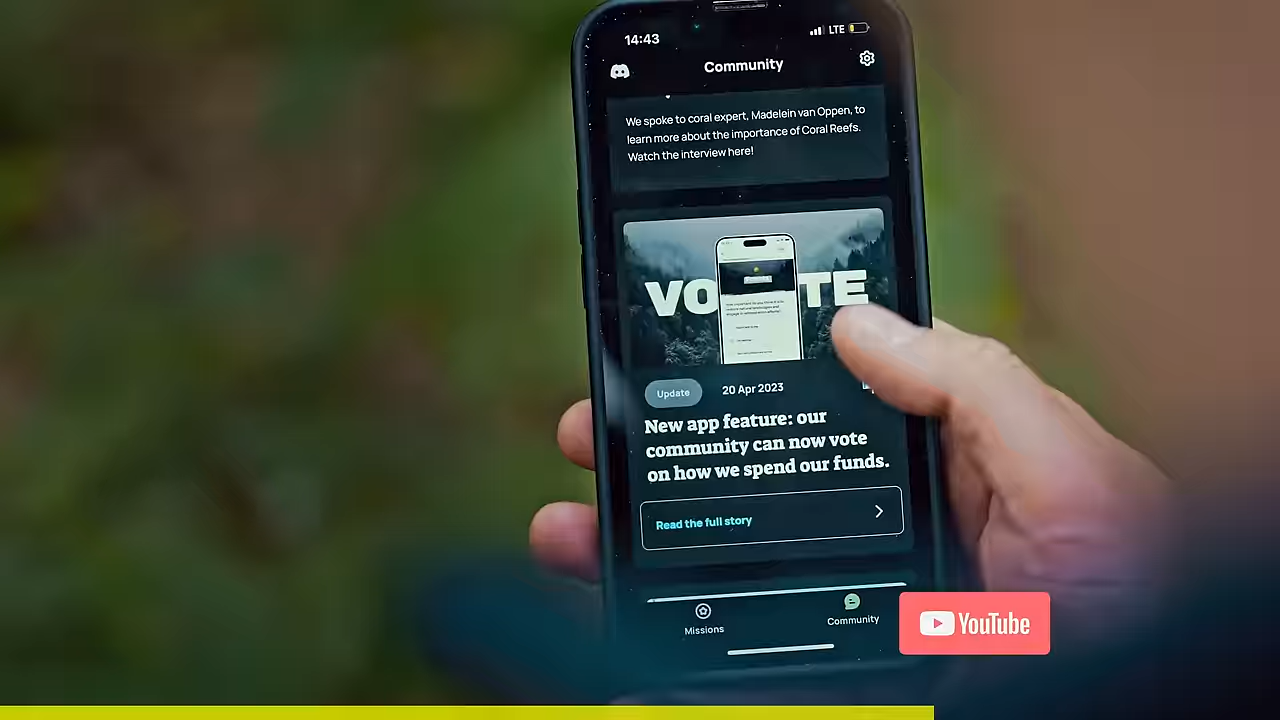 14:43
LTE
Community
We spoke to coral expert, Madelein van Oppen, to
learn more about the importance of Coral Reefs.
Watch the interview here!
VO TE
Update
20 Apr 2023
New app feature: our
community can now vote
on how we spend our funds.
Read the full story
Missions
Community
YouTube